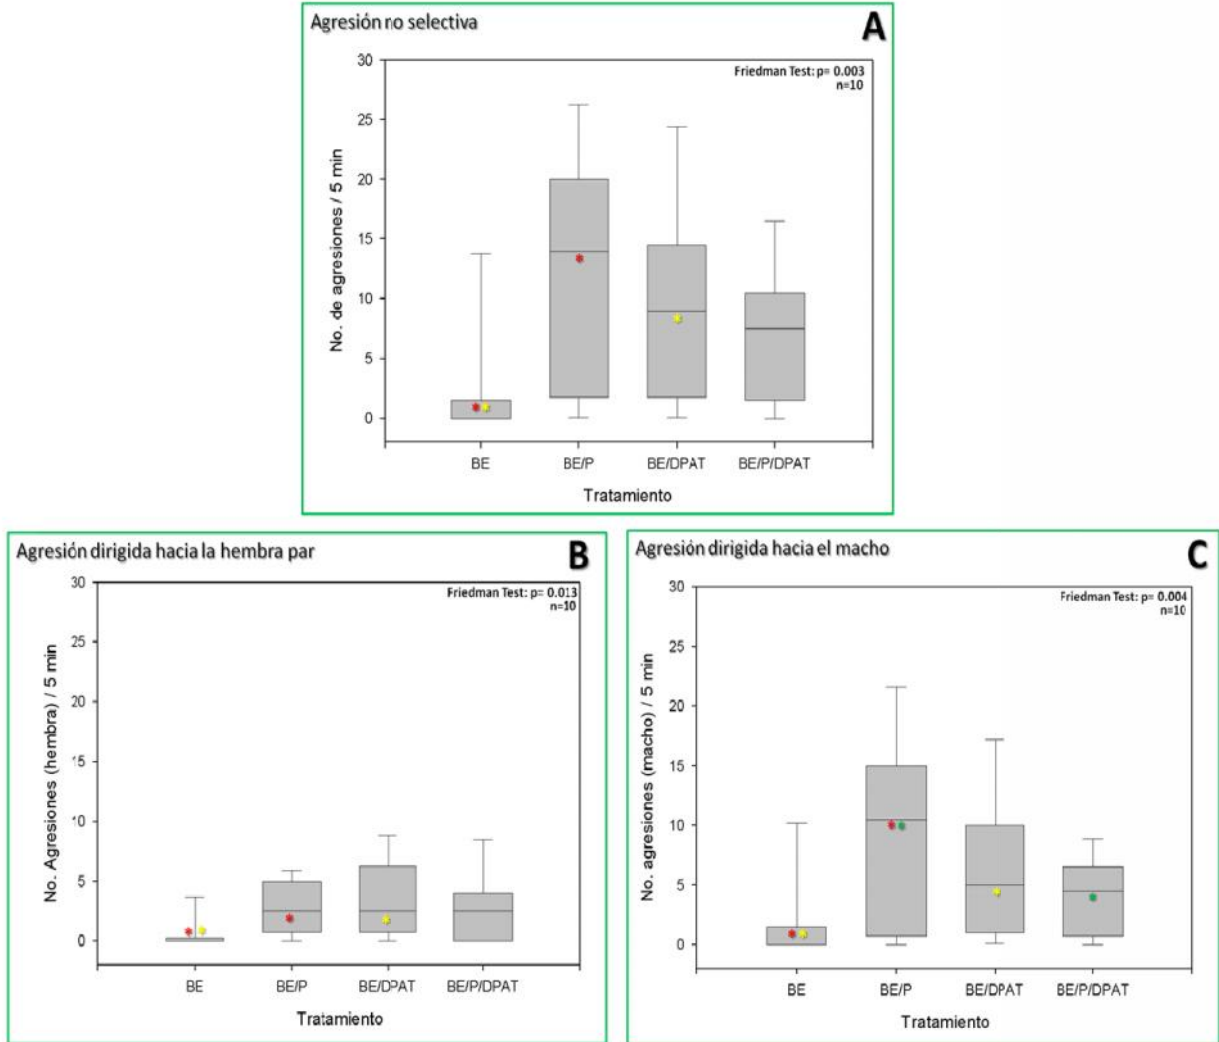 Agresión no selectiva
A
Friedman Test: p= 0.003
n=10
No. de agresiones / 5 min
30
25
20
15
10
5
0
BE BE/P BE/DPAT BE/P/DPAT
Tratamiento
Agresión dirigida hacia la hembra par
B
Friedman Test: p= 0.013
n=10
No. Agresiones (hembra) / 5 min
30
25
20
15
10
5
0
BE BE/P BE/DPAT BE/P/DPAT
Tratamiento
Agresión dirigida hacia el macho
C
Friedman Test: p= 0.004
n=10
No. agresiones (macho) / 5 min
30
25
20
15
10
5
0
BE BE/P BE/DPAT BE/P/DPAT
Tratamiento